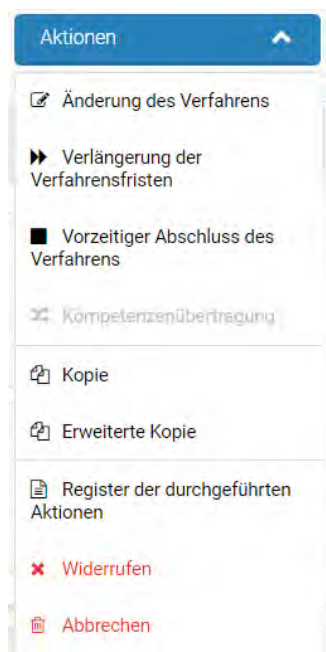 Aktionen
Änderung des Verfahrens
Verlängerung der
Verfahrensfristen
Vorzeitiger Abschluss des
Verfahrens
Kompetenzenübertragung
Kopie
Erweiterte Kopie
Register der durchgeführten
Aktionen
Widerrufen
Abbrechen